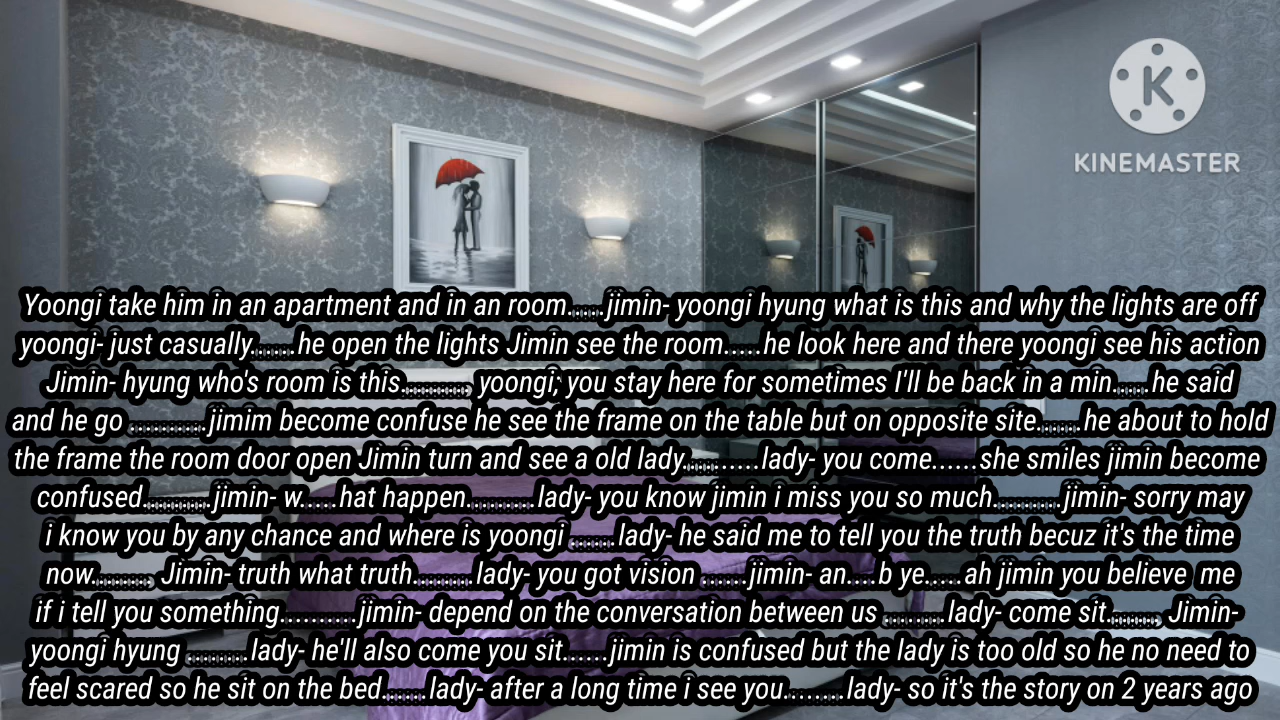 KINEMASTER
Yoongi take him in an apartment and in an room..........jimin- yoongi hyung what is this and why the lights are off
yoongi- just casually..........he open the lights Jimin see the room......he look here and there yoongi see his action
Jimin- hyung who's room is this.............. yoongi; you stay here for sometimes I'll be back in a min.........he said
and he go ..............jimim become confuse he see the frame on the table but on opposite site..........he about to hold
the frame the room door open Jimin turn and see a old lady............lady- you come......she smiles jimin become
confused..............jimin- w......hat happen..............lady- you know jimin i miss you so much..............jimin- sorry may
i know you by any chance and where is yoongi ..........lady- he said me to tell you the truth becuz it's the time
now............, Jimin- truth what truth............lady- you got vision ..........jimin- an....b ye.....ah jimin you believe me
if i tell you something...........jimin- depend on the conversation between us ............lady- come sit..........., Jimin-
yoongi hyung .............lady- he'll also come you sit.........jimin is confused but the lady is too old so he no need to
feel scared so he sit on the bed..........lady- after a long time i see you...........lady- so it's the story on 2 years ago